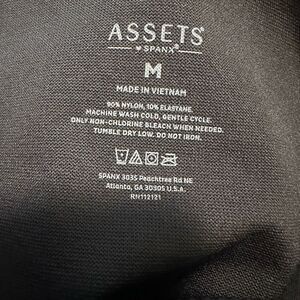 ASSETS®
♥ SPANX®
M
MADE IN VIETNAM
90% NYLON, 10% ELASTANE.
MACHINE WASH COLD, GENTLE CYCLE.
ONLY NON-CHLORINE BLEACH WHEN NEEDED.
TUMBLE DRY LOW. DO NOT IRON.
SPANX 3035 Peachtree Rd NE
Atlanta, GA 30305 U.S.A.
RN112121